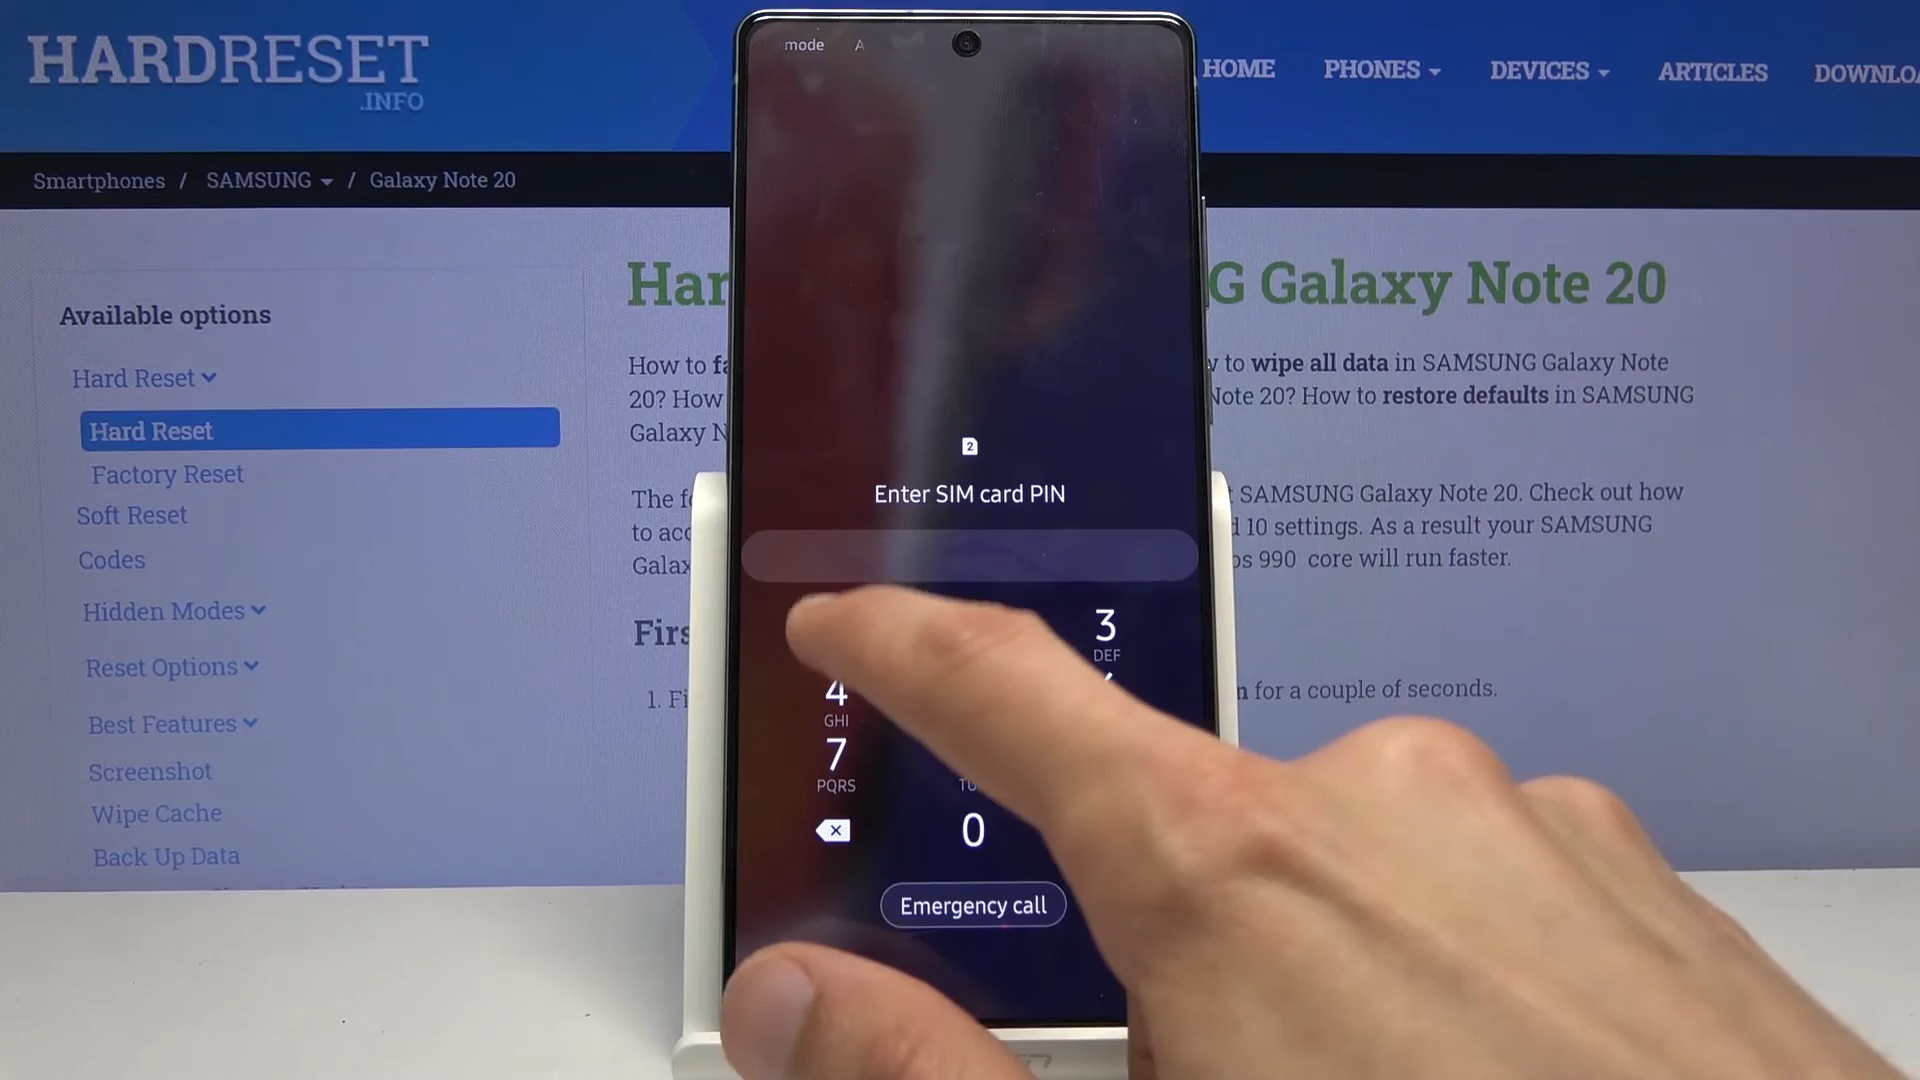 HARDRESET
.INFO
HOME PHONES DEVICES ARTICLES
Smartphones / SAMSUNG / Galaxy Note 20
Available options
Hard Reset
Hard Reset
Factory Reset
Soft Reset
Codes
Hidden Modes
Reset Options
Best Features
Screenshot
Wipe Cache
Back Up Data
G Galaxy Note 20
How to
to wipe all data in SAMSUNG Galaxy Note
20? How
Note 20? How to restore defaults in SAMSUNG
Galaxy
The
SAMSUNG Galaxy Note 20. Check out how
to
10 settings. As a result your SAMSUNG
990 core will run faster.
1.
for a couple of seconds.
mode A
2
Enter SIM card PIN
3
DEF
4
GHI
7
PQRS
0
Emergency call